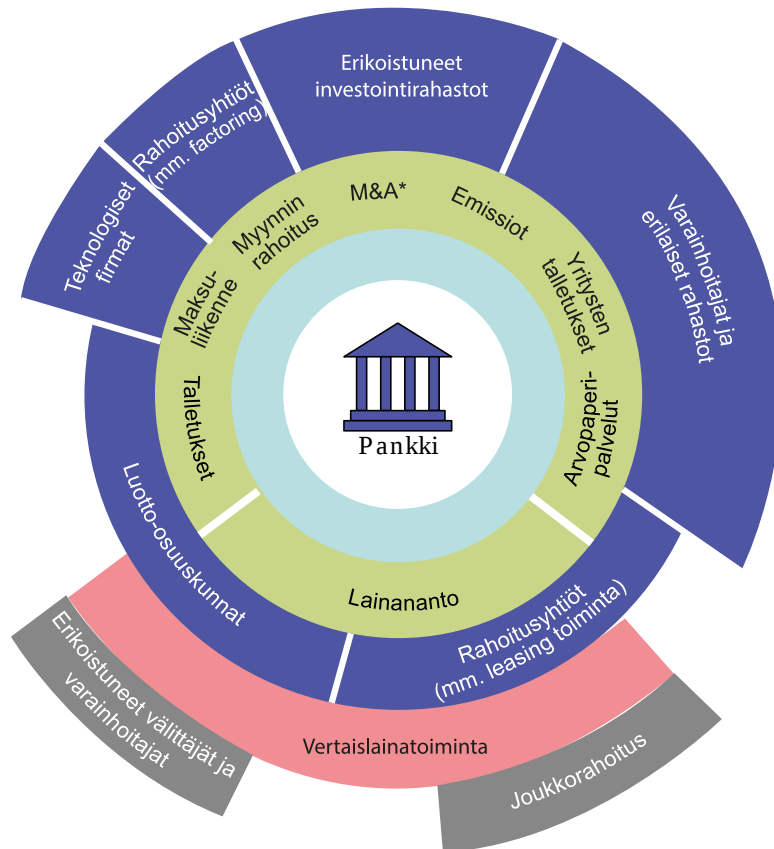 Erikoistuneet
investointirahastot
Rahoitusyhtiöt
(mm. factoring)
Teknologiset
firmat
Varainhoitajat ja
erilaiset rahastot
M&A*
Emissiot
Myynnin
rahoitus
Maksu-
liikenne
Yritysten
talletukset
Talletukset
Arvopaperi-
palvelut
Pankki
Lainananto
Luotto-osuuskunnat
Rahoitusyhtiöt
(mm. leasing toiminta)
Vertaislainatoiminta
Erikoistuneet välittäjät ja
varainhoitajat
Joukkorahoitus